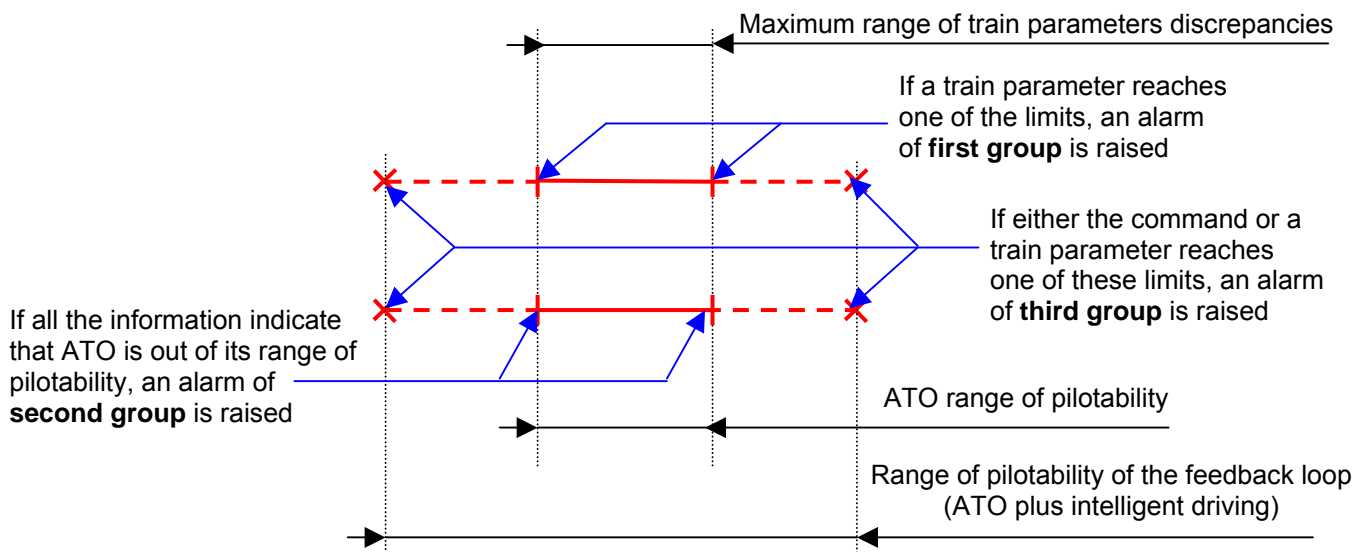 Maximum range of train parameters discrepancies
If a train parameter reaches
one of the limits, an alarm
of first group is raised
If either the command or a
train parameter reaches
one of these limits, an alarm
of third group is raised
If all the information indicate
that ATO is out of its range of
pilotability, an alarm of
second group is raised
ATO range of pilotability
Range of pilotability of the feedback loop
(ATO plus intelligent driving)